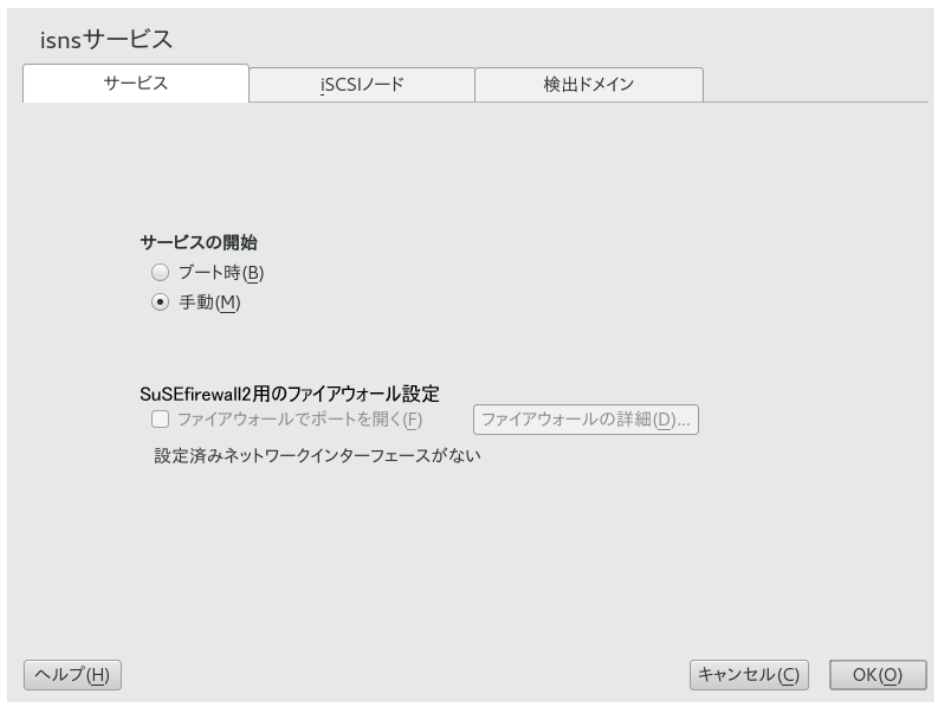 isnsサービス
サービス iSCSIノード 検出ドメイン
サービスの開始
ブート時(B)
手動(M)
SuSEfirewall2用のファイアウォール設定
ファイアウォールでポートを開く(F) ファイアウォールの詳細(D)...
設定済みネットワークインターフェースがない
ヘルプ(H) キャンセル(C) OK(O)